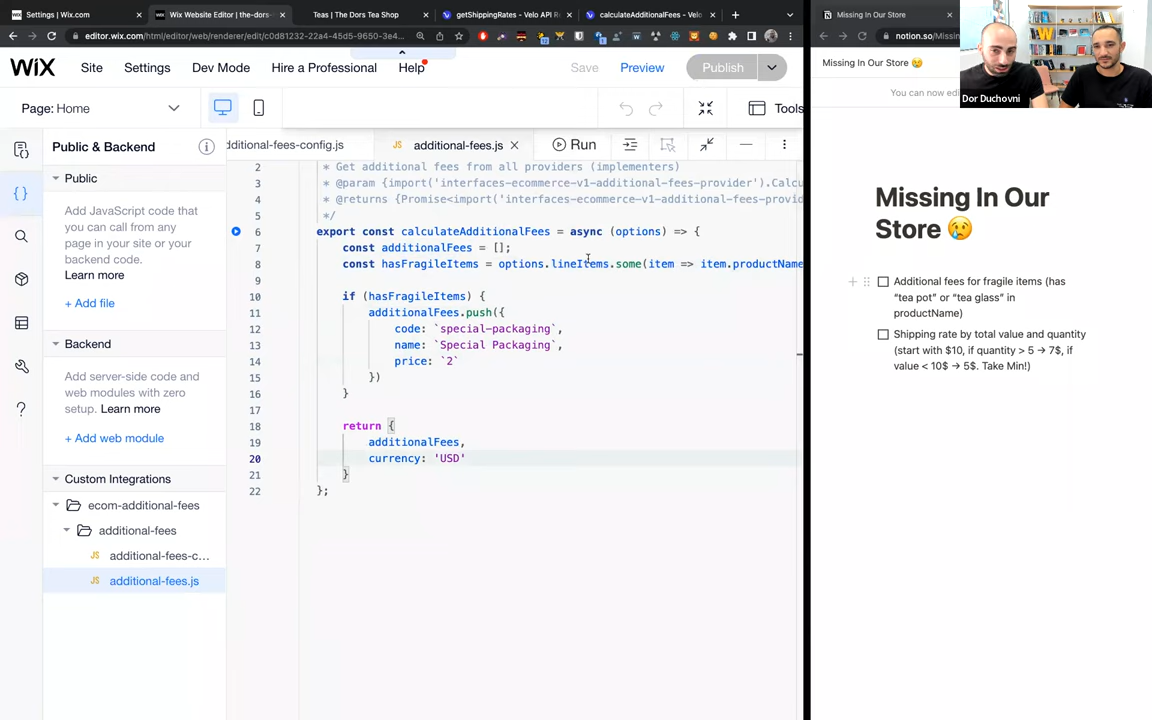 Settings | Wix.com
Wix Website Editor | the-dors-
Teas | The Dors Tea Shop
getShippingRates - Velo API R
calculateAdditionalFees - Velo
editor.wix.com/html/editor/web/renderer/edit/c0d81232-22a4-45d5-9650-3e4...
WiX
Site
Settings
Dev Mode
Hire a Professional
Help
Save
Preview
Publish
Page: Home
Tools
Public & Backend
Public
Add JavaScript code that
you can call from any
page in your site or your
backend code.
Learn more
+ Add file
Backend
Add server-side code and
web modules with zero
setup. Learn more
+ Add web module
Custom Integrations
ecom-additional-fees
additional-fees
JS additional-fees-c...
JS additional-fees.js
dditional-fees-config.js
JS additional-fees.js
Run
2 * Get additional fees from all providers (implementers)
3 * @param {import('interfaces-ecommerce-v1-additional-fees-provider').Calcu
4 * @returns {Promise<import('interfaces-ecommerce-v1-additional-fees-provid
5 */
6 export const calculateAdditionalFees = async (options) => {
7 const additionalFees = [];
8 const hasFragileItems = options.lineItems.some(item => item.productName
9
10 if (hasFragileItems) {
11 additionalFees.push({
12 code: `special-packaging`,
13 name: `Special Packaging`,
14 price: `2`
15 })
16 }
17
18 return {
19 additionalFees,
20 currency: 'USD'
21 }
22 };
Missing In Our Store
notion.so/Missin
Missing In Our Store 😢
You can now edi
Dor Duchovni
Missing In Our
Store 😢
Additional fees for fragile items (has
"tea pot" or "tea glass" in
productName)
Shipping rate by total value and quantity
(start with $10, if quantity > 5 → 7$, if
value < 10$ → 5$. Take Min!)